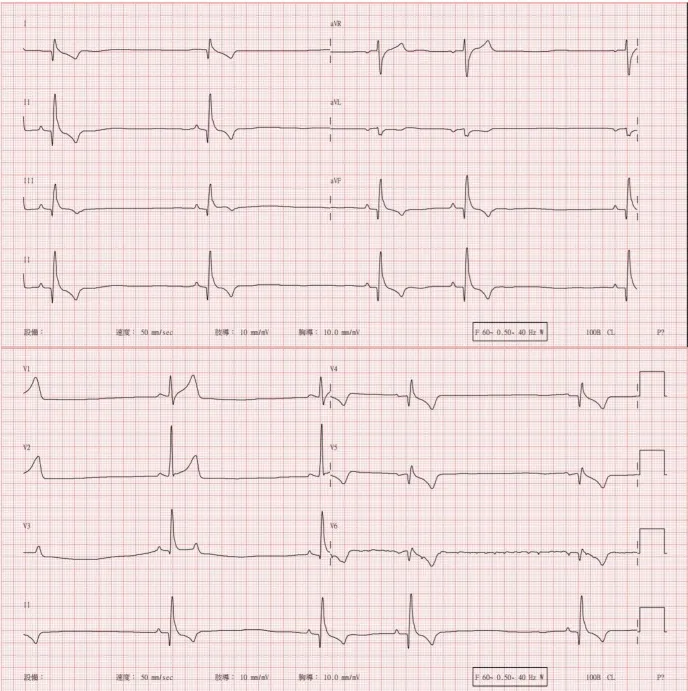 I aVR
II aVL
III aVF
II
設備： 速度： 50 mm/sec 肢導： 10 mm/mV 胸導： 10.0 mm/mV F 60~ 0.50- 40 Hz W 100B CL P?
V1 V4
V2 V5
V3 V6
II
設備： 速度： 50 mm/sec 肢導： 10 mm/mV 胸導： 10.0 mm/mV F 60~ 0.50- 40 Hz W 100B CL P?